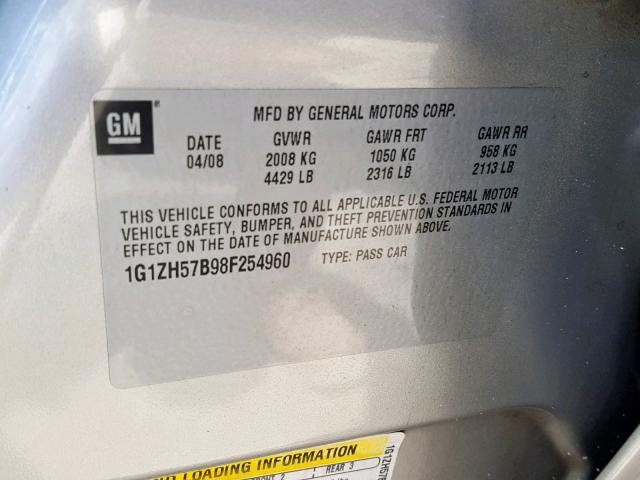 GM
MFD BY GENERAL MOTORS CORP.
DATE GVWR GAWR FRT GAWR RR
04/08 2008 KG 1050 KG 958 KG
4429 LB 2316 LB 2113 LB
THIS VEHICLE CONFORMS TO ALL APPLICABLE U.S. FEDERAL MOTOR
VEHICLE SAFETY, BUMPER, AND THEFT PREVENTION STANDARDS IN
EFFECT ON THE DATE OF MANUFACTURE SHOWN ABOVE.
1G1ZH57B98F254960 TYPE: PASS CAR
LOADING INFORMATION
2 REAR 3
1G1ZH57B